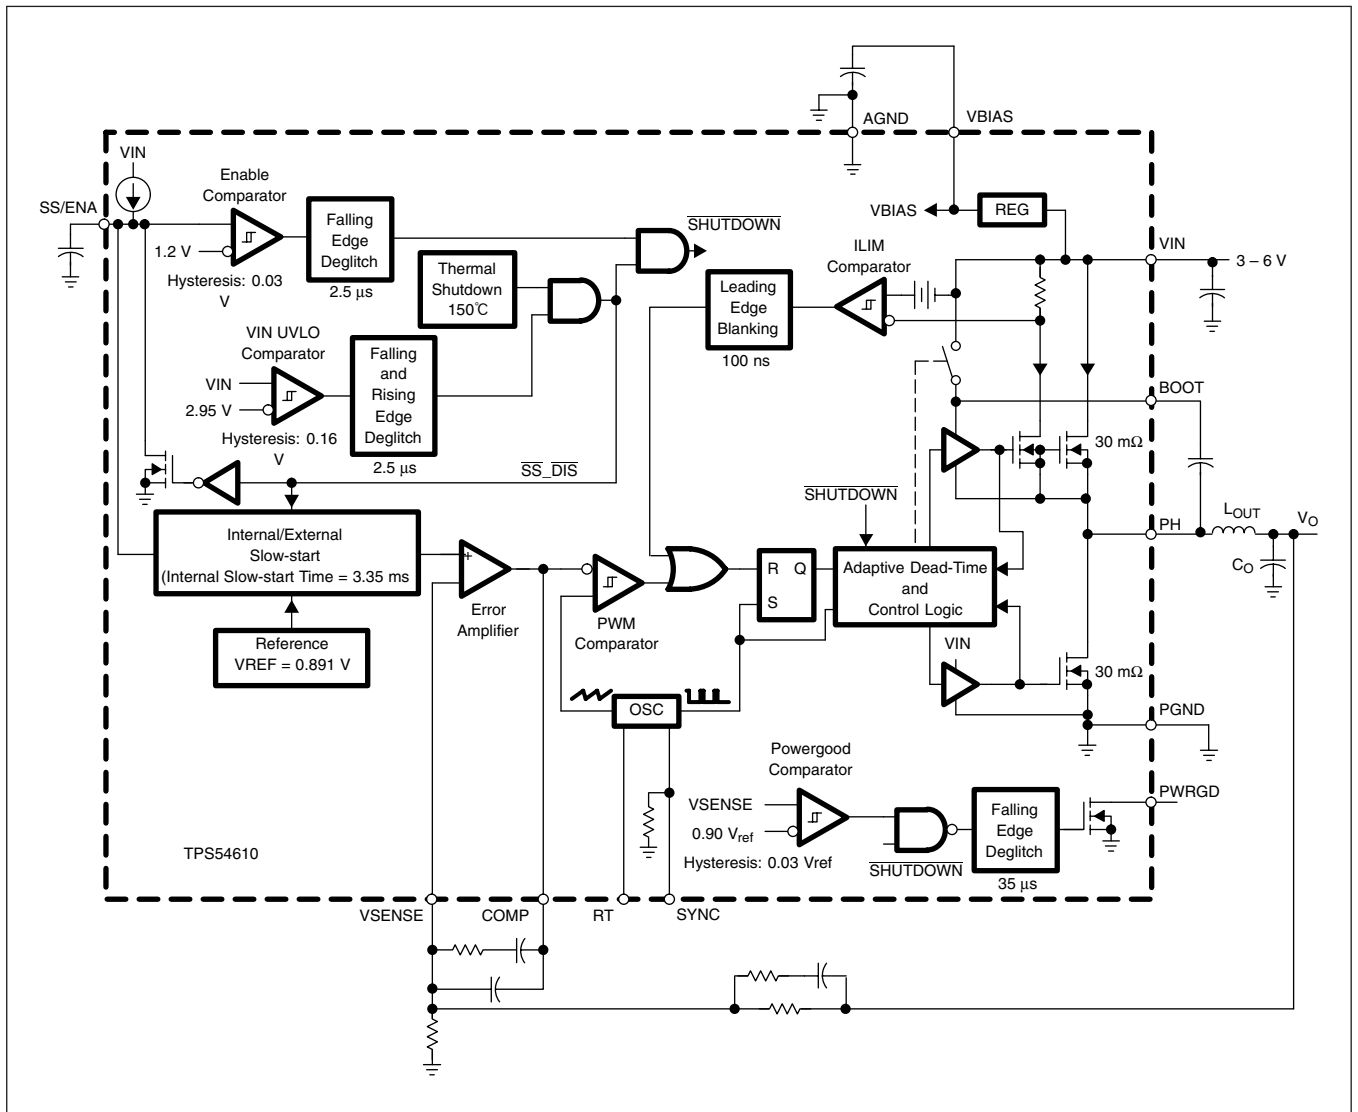 AGND
VBIAS
VIN
Enable
Comparator
SS/ENA
1.2 V
Hysteresis: 0.03
V
Falling
Edge
Deglitch
2.5 μs
SHUTDOWN
Thermal
Shutdown
150°C
VIN UVLO
Comparator
VIN
2.95 V
Hysteresis: 0.16
V
Falling
and
Rising
Edge
Deglitch
2.5 μs
SS_DIS
VBIAS
REG
ILIM
Comparator
Leading
Edge
Blanking
100 ns
VIN
3 – 6 V
BOOT
30 mΩ
SHUTDOWN
PH
LOUT
VO
CO
Internal/External
Slow-start
(Internal Slow-start Time = 3.35 ms
Reference
VREF = 0.891 V
+
Error
Amplifier
PWM
Comparator
R Q
S
Adaptive Dead-Time
and
Control Logic
VIN
30 mΩ
OSC
PGND
Powergood
Comparator
VSENSE
0.90 Vref
Hysteresis: 0.03 Vref
SHUTDOWN
Falling
Edge
Deglitch
35 μs
PWRGD
TPS54610
VSENSE
COMP
RT
SYNC